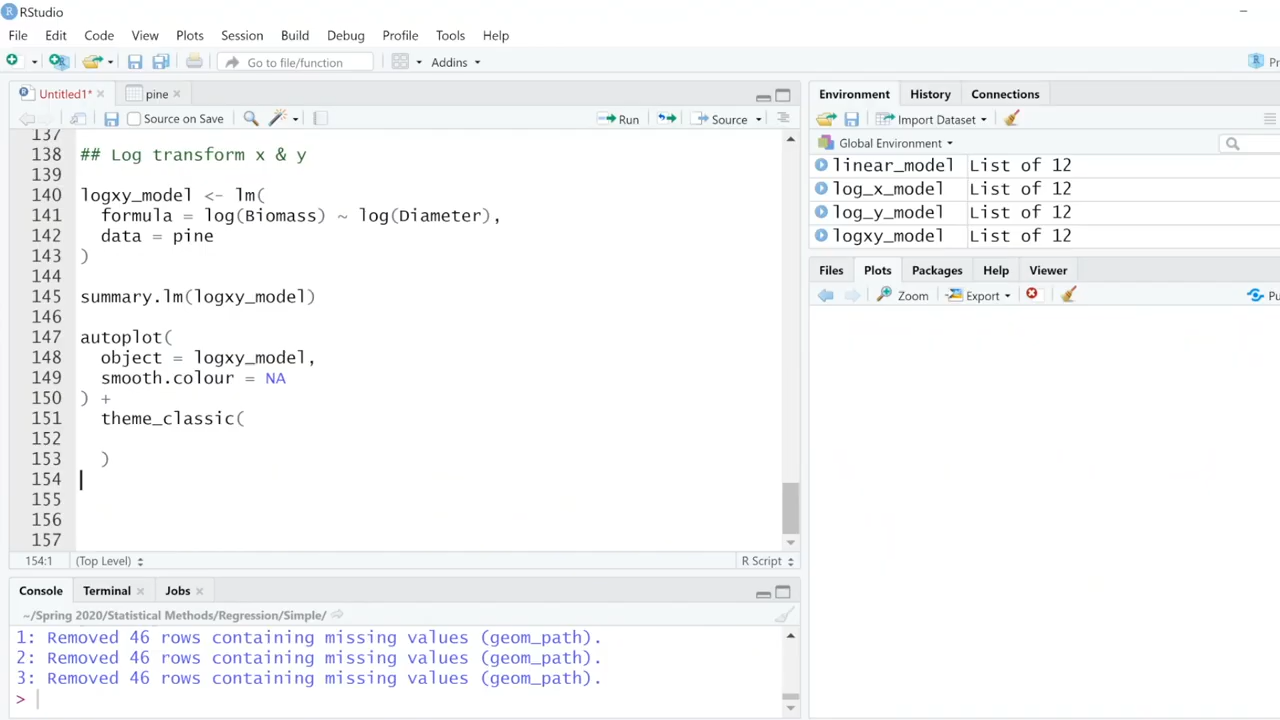 RStudio
File Edit Code View Plots Session Build Debug Profile Tools Help
Go to file/function Addins
Untitled1* pine
Source on Save Run Source
137
138 ## Log transform x & y
139
140 logxy_model <- lm(
141 formula = log(Biomass) ~ log(Diameter),
142 data = pine
143 )
144
145 summary.lm(logxy_model)
146
147 autoplot(
148 object = logxy_model,
149 smooth.colour = NA
150 ) +
151 theme_classic(
152
153 )
154
155
156
157
154:1 (Top Level) R Script
Console Terminal Jobs
~/Spring 2020/Statistical Methods/Regression/Simple/
1: Removed 46 rows containing missing values (geom_path).
2: Removed 46 rows containing missing values (geom_path).
3: Removed 46 rows containing missing values (geom_path).
>
Environment History Connections
Import Dataset
Global Environment
linear_model List of 12
log_x_model List of 12
log_y_model List of 12
logxy_model List of 12
Files Plots Packages Help Viewer
Zoom Export